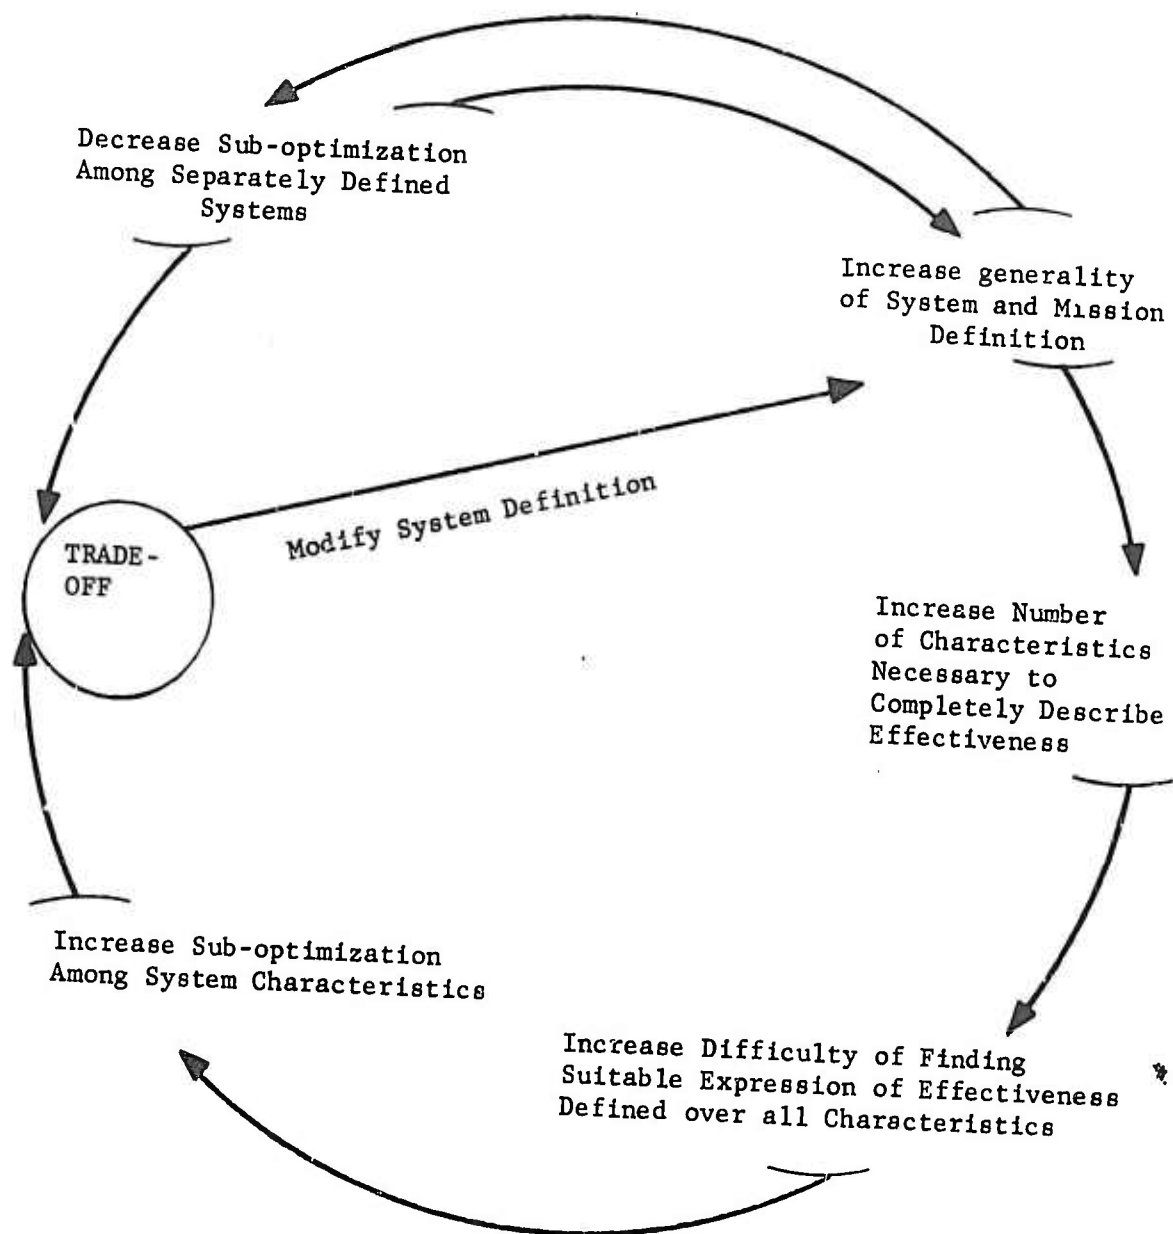 Decrease Sub-optimization
Among Separately Defined
Systems
Increase generality
of System and Mission
Definition
Modify System Definition
TRADE-
OFF
Increase Number
of Characteristics
Necessary to
Completely Describe
Effectiveness
Increase Sub-optimization
Among System Characteristics
Increase Difficulty of Finding
Suitable Expression of Effectiveness
Defined over all Characteristics